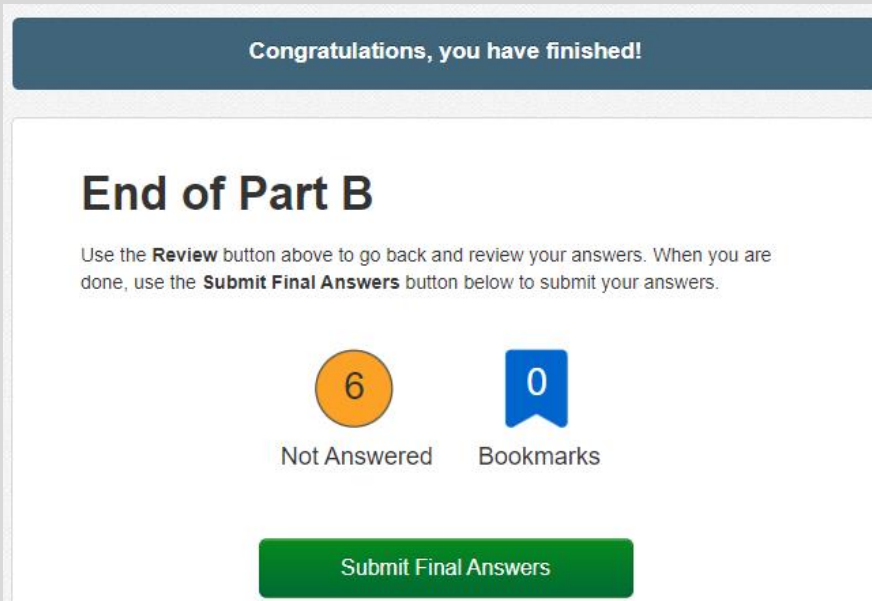 Congratulations, you have finished!
End of Part B
Use the Review button above to go back and review your answers. When you are
done, use the Submit Final Answers button below to submit your answers.
6
0
Not Answered
Bookmarks
Submit Final Answers